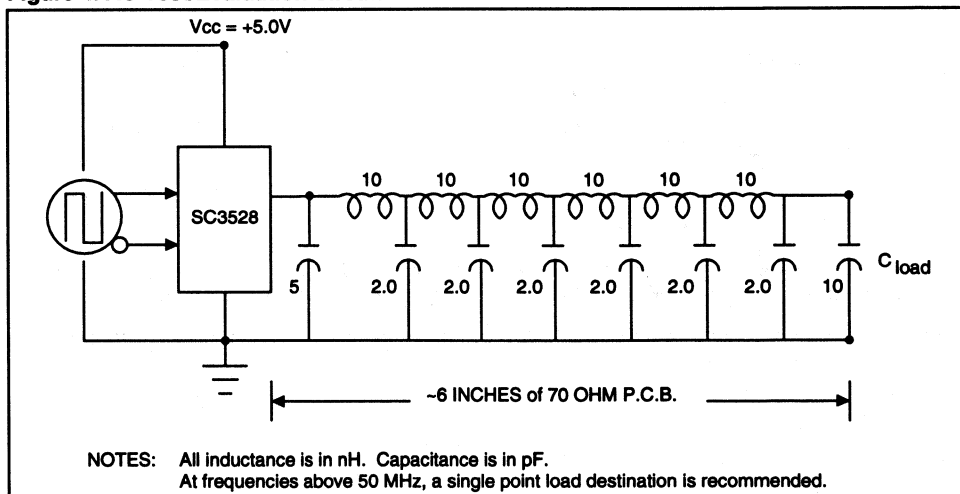 Vcc = +5.0V
10 10 10 10 10 10
SC3528
C load
5 2.0 2.0 2.0 2.0 2.0 2.0 10
~6 INCHES of 70 OHM P.C.B.
NOTES: All inductance is in nH. Capacitance is in pF.
At frequencies above 50 MHz, a single point load destination is recommended.